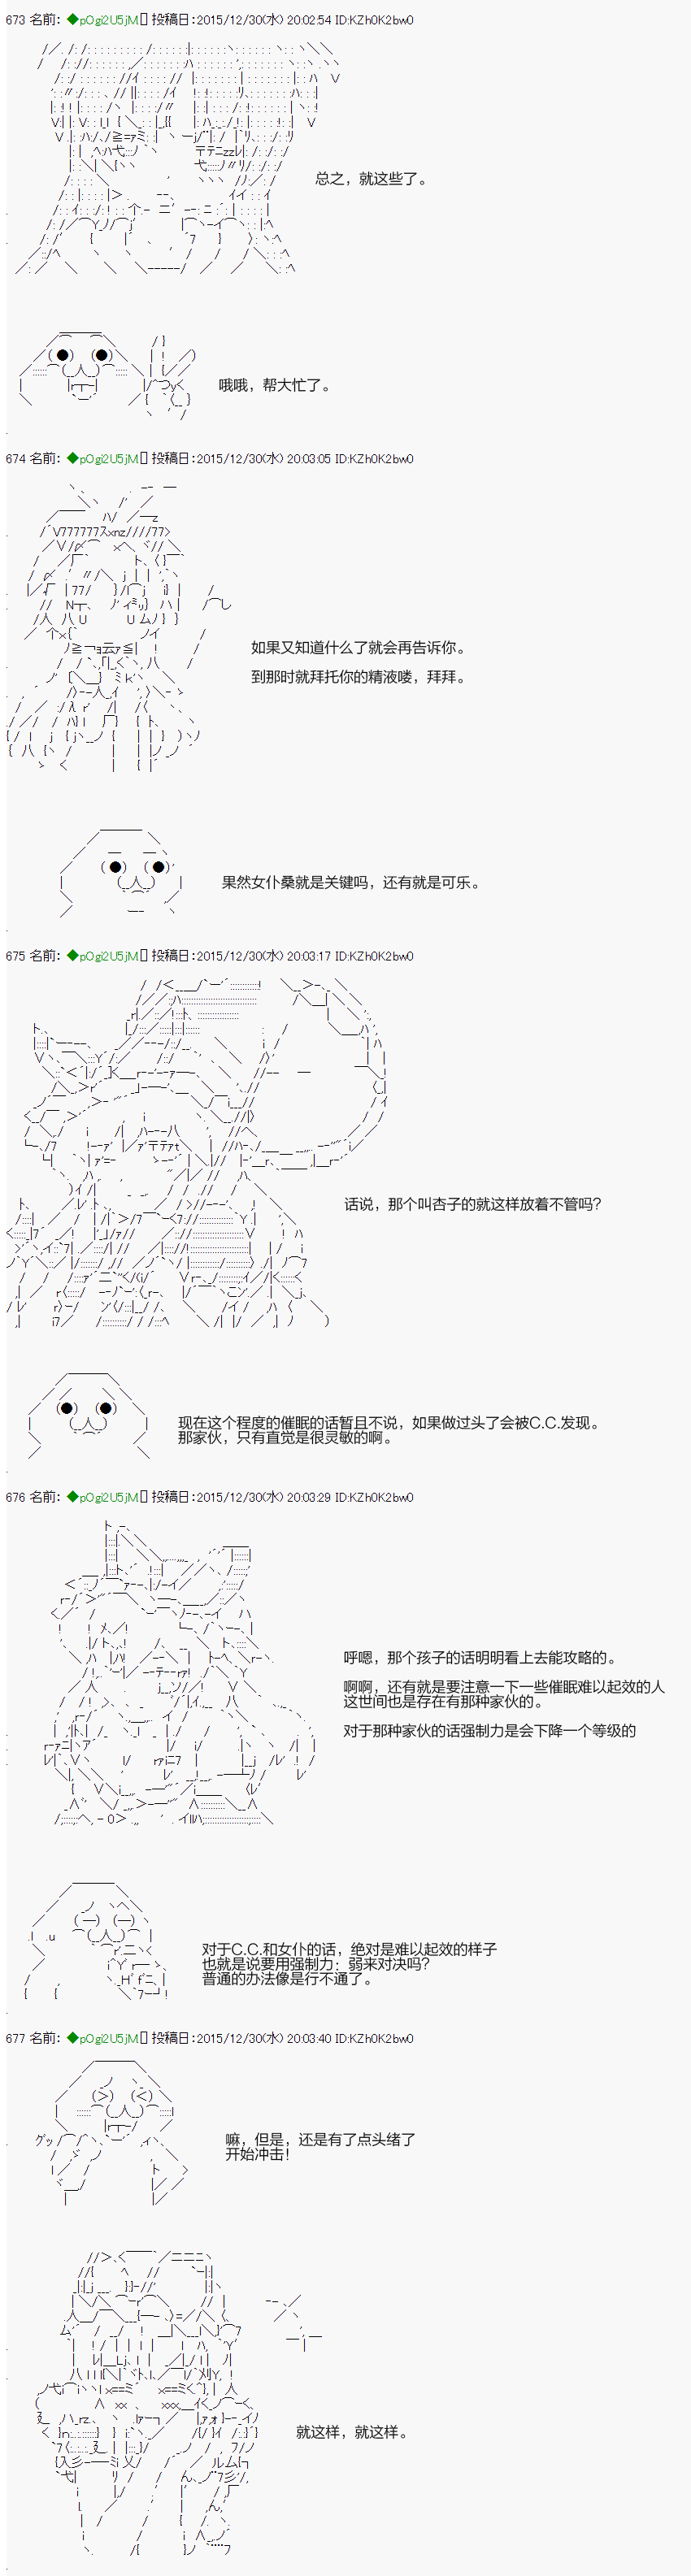 673 名前：◆pOgi2U5jM.[] 投稿日：2015/12/30(水) 20:02:54 ID:KZh0K2bw0
总之，就这些了。
哦哦，帮大忙了。
674 名前：◆pOgi2U5jM.[] 投稿日：2015/12/30(水) 20:03:05 ID:KZh0K2bw0
如果又知道什么了就会再告诉你。
到那时就拜托你的精液喽，拜拜。
果然女仆桑就是关键吗，还有就是可乐。
675 名前：◆pOgi2U5jM.[] 投稿日：2015/12/30(水) 20:03:17 ID:KZh0K2bw0
话说，那个叫杏子的就这样放着不管吗？
现在这个程度的催眠的话暂且不说，如果做过头了会被C.C.发现。
那家伙，只有直觉是很灵敏的啊。
676 名前：◆pOgi2U5jM.[] 投稿日：2015/12/30(水) 20:03:29 ID:KZh0K2bw0
呼嗯，那个孩子的话明明看上去能攻略的。
啊啊，还有就是要注意一下一些催眠难以起效的人
这世间也是存在有那种家伙的。
对于那种家伙的话强制力是会下降一个等级的
对于C.C.和女仆的话，绝对是难以起效的样子
也就是说要用强制力：弱来对决吗？
普通的办法像是行不通了。
677 名前：◆pOgi2U5jM.[] 投稿日：2015/12/30(水) 20:03:40 ID:KZh0K2bw0
グッ
嘛，但是，还是有了点头绪了
开始冲击！
就这样，就这样。